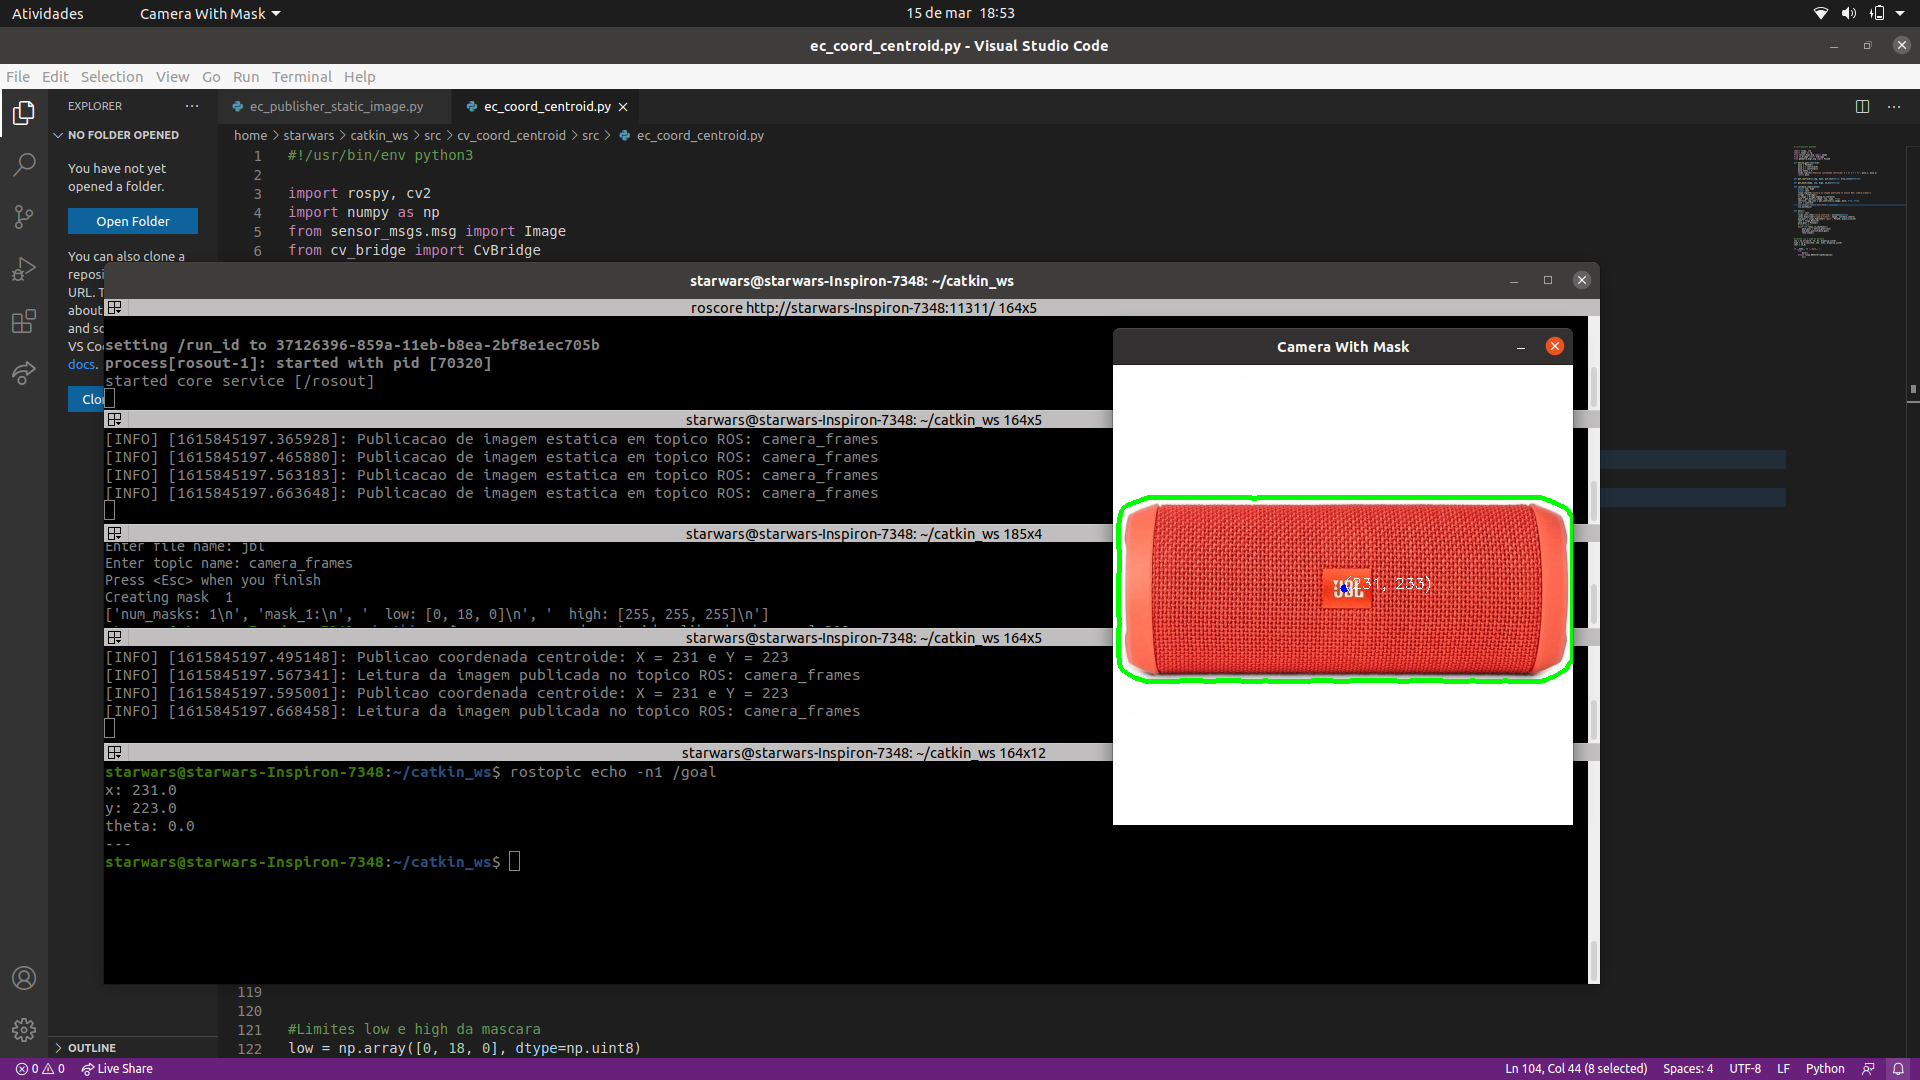 Atividades
Camera With Mask
15 de mar 18:53
ec_coord_centroid.py - Visual Studio Code
File Edit Selection View Go Run Terminal Help
EXPLORER
ec_publisher_static_image.py
ec_coord_centroid.py
NO FOLDER OPENED
home > starwars > catkin_ws > src > cv_coord_centroid > src > ec_coord_centroid.py
You have not yet
opened a folder.
Open Folder
You can also clone a
URL. T
about
and so
VS Co
docs.
1 #!/usr/bin/env python3
2
3 import rospy, cv2
4 import numpy as np
5 from sensor_msgs.msg import Image
6 from cv_bridge import CvBridge
starwars@starwars-Inspiron-7348: ~/catkin_ws
roscore http://starwars-Inspiron-7348:11311/ 164x5
setting /run_id to 37126396-859a-11eb-b8ea-2bf8e1ec705b
process[rosout-1]: started with pid [70320]
started core service [/rosout]
starwars@starwars-Inspiron-7348: ~/catkin_ws 164x5
[INFO] [1615845197.365928]: Publicacao de imagem estatica em topico ROS: camera_frames
[INFO] [1615845197.465880]: Publicacao de imagem estatica em topico ROS: camera_frames
[INFO] [1615845197.563183]: Publicacao de imagem estatica em topico ROS: camera_frames
[INFO] [1615845197.663648]: Publicacao de imagem estatica em topico ROS: camera_frames
starwars@starwars-Inspiron-7348: ~/catkin_ws 185x4
Enter file name: jbl
Enter topic name: camera_frames
Press <Esc> when you finish
Creating mask  1
['num_masks: 1\n', 'mask_1:\n', '  low: [0, 18, 0]\n', '  high: [255, 255, 255]\n']
starwars@starwars-Inspiron-7348: ~/catkin_ws 164x5
[INFO] [1615845197.495148]: Publicao coordenada centroide: X = 231 e Y = 223
[INFO] [1615845197.567341]: Leitura da imagem publicada no topico ROS: camera_frames
[INFO] [1615845197.595001]: Publicao coordenada centroide: X = 231 e Y = 223
[INFO] [1615845197.668458]: Leitura da imagem publicada no topico ROS: camera_frames
starwars@starwars-Inspiron-7348: ~/catkin_ws 164x12
starwars@starwars-Inspiron-7348:~/catkin_ws$ rostopic echo -n1 /goal
x: 231.0
y: 223.0
theta: 0.0
---
starwars@starwars-Inspiron-7348:~/catkin_ws$
Camera With Mask
JBL
(231, 233)
119
120
121 #Limites low e high da mascara
122 low = np.array([0, 18, 0], dtype=np.uint8)
OUTLINE
0 0 Live Share
Ln 104, Col 44 (8 selected) Spaces: 4 UTF-8 LF Python